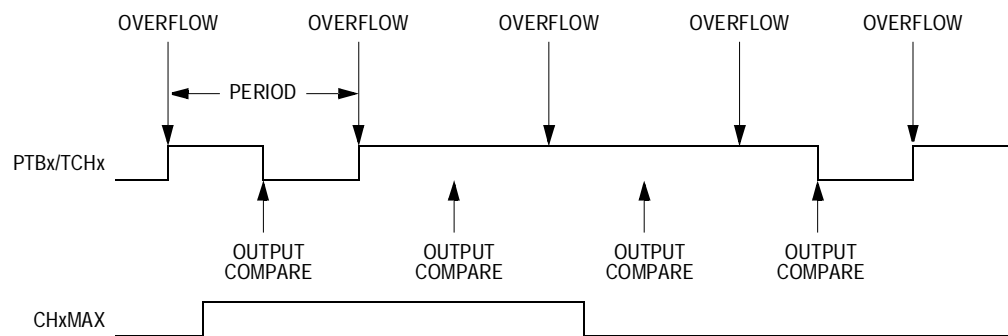 OVERFLOW OVERFLOW OVERFLOW OVERFLOW OVERFLOW
PERIOD
PTBx/TCHx
OUTPUT COMPARE
OUTPUT COMPARE
OUTPUT COMPARE
OUTPUT COMPARE
CHxMAX